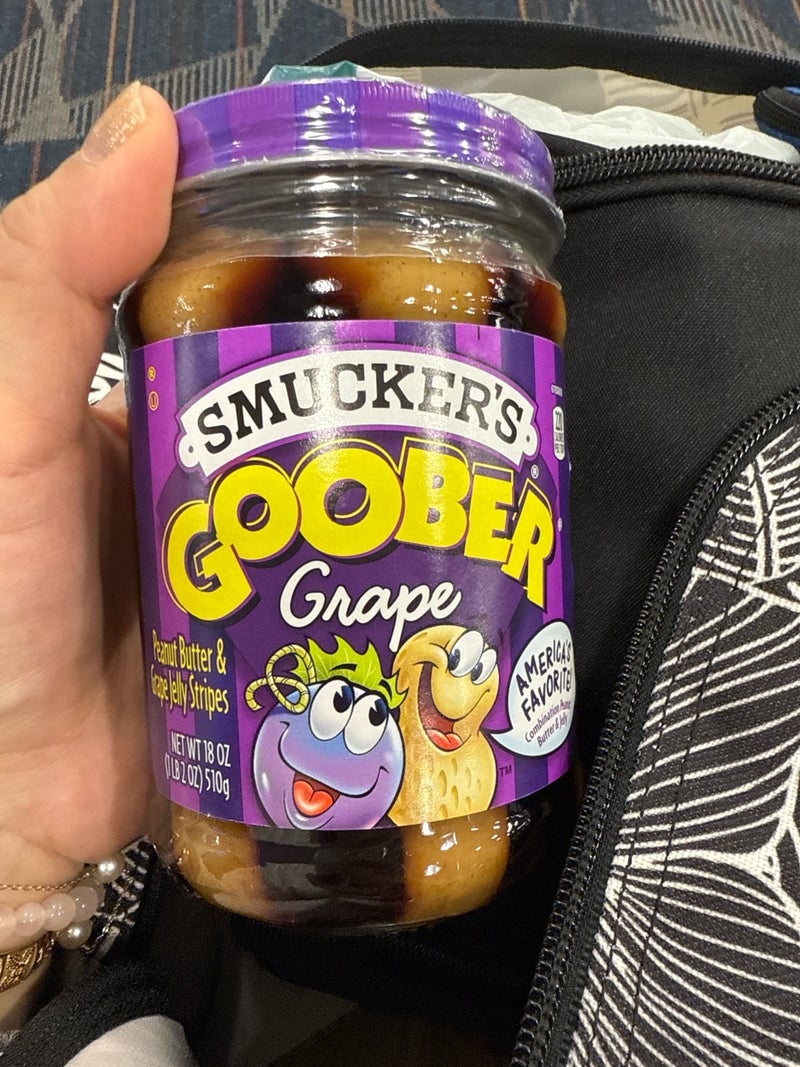 SMUCKER'S
GOOBER®
Grape
Peanut Butter &
Grape Jelly Stripes
NET WT 18 OZ
(1 LB 2 OZ) 510g
AMERICA'S
FAVORITE!
Combination Peanut
Butter & Jelly
TM